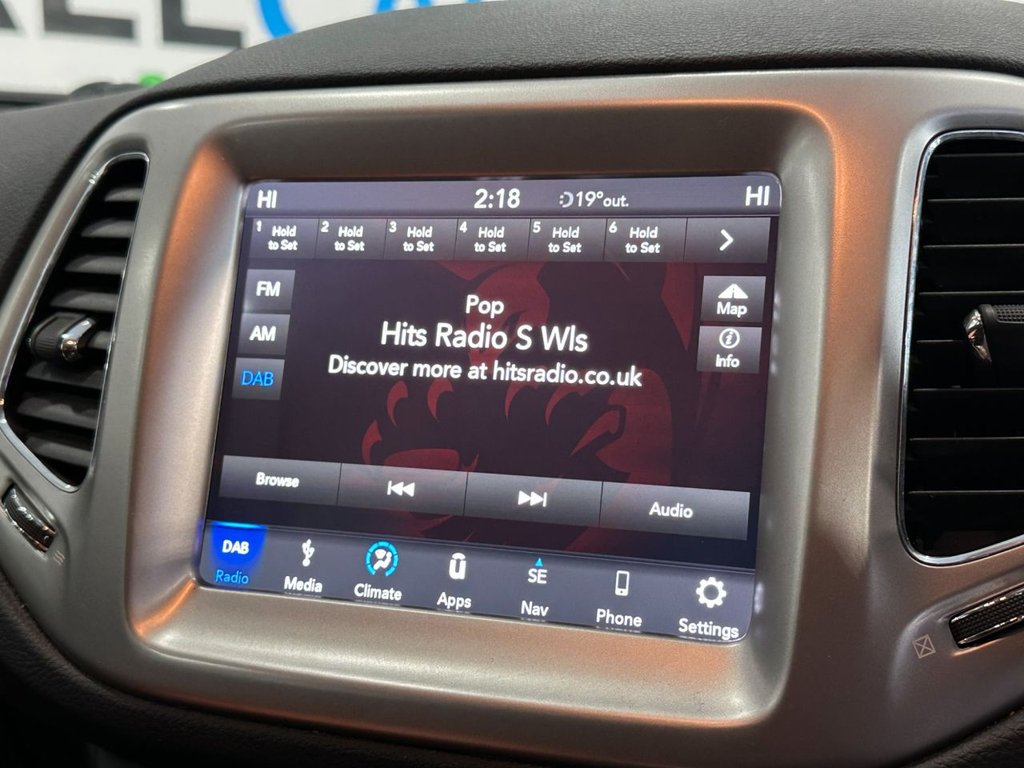 HI 2:18 19°out. HI
1 Hold to Set 2 Hold to Set 3 Hold to Set 4 Hold to Set 5 Hold to Set 6 Hold to Set
FM
AM
DAB
Pop
Hits Radio S Wls
Discover more at hitsradio.co.uk
Map
Info
Browse Audio
DAB SE
Radio Media Climate Apps Nav Phone Settings